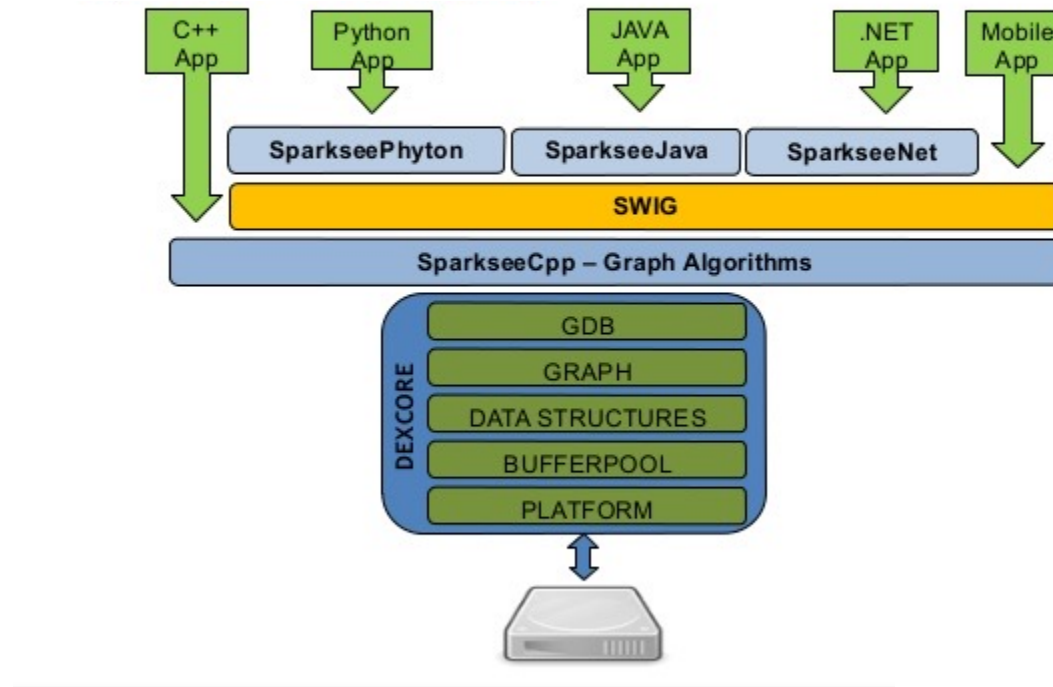 C++
App
Python
App
JAVA
App
.NET
App
Mobile
App
SparkseePhyton
SparkseeJava
SparkseeNet
SWIG
SparkseeCpp – Graph Algorithms
DEXCORE
GDB
GRAPH
DATA STRUCTURES
BUFFERPOOL
PLATFORM